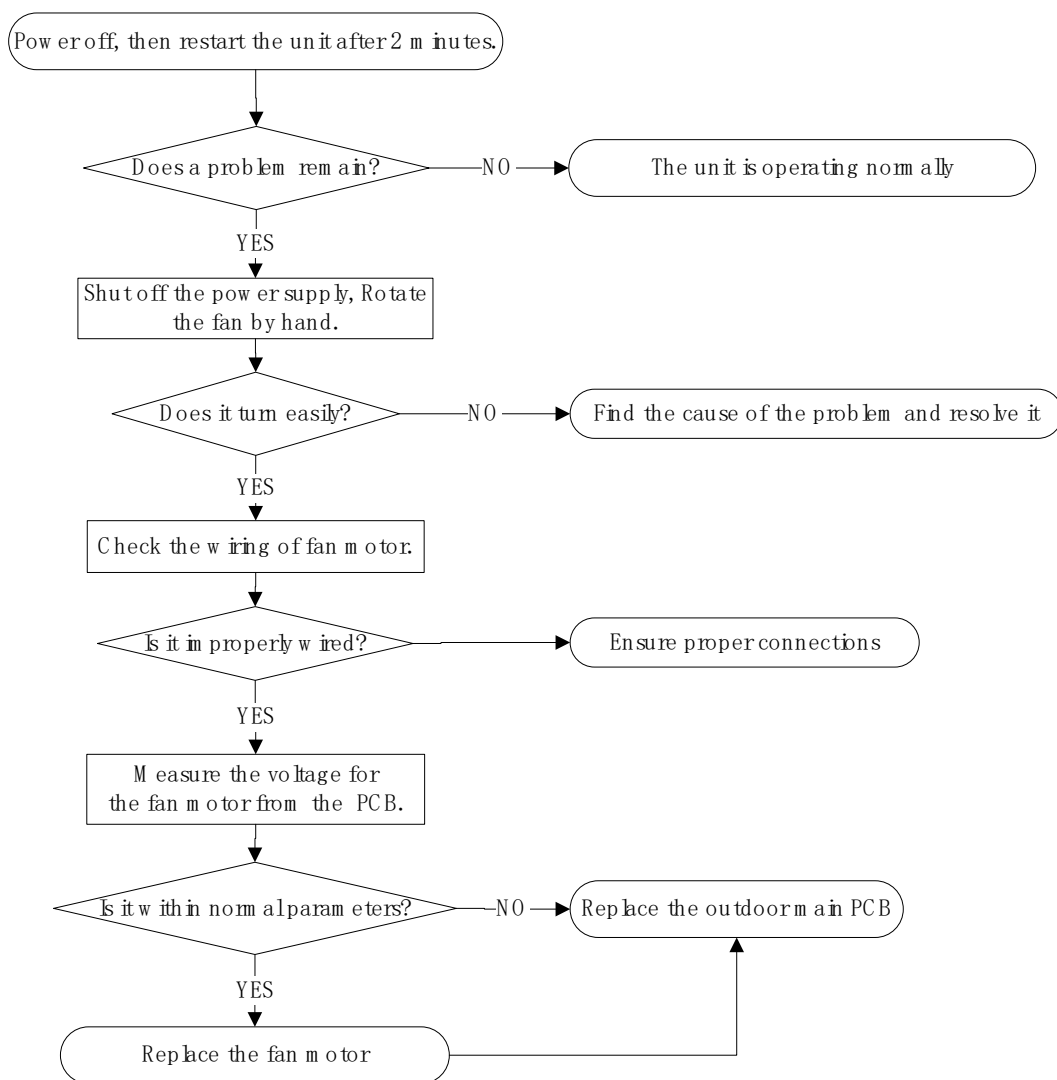 Power off, then restart the unit after 2 minutes.
Does a problem remain?
NO
The unit is operating normally
YES
Shut off the power supply, Rotate
the fan by hand.
Does it turn easily?
NO
Find the cause of the problem and resolve it
YES
Check the wiring of fan motor.
Is it improperly wired?
Ensure proper connections
YES
Measure the voltage for
the fan motor from the PCB.
Is it within normal parameters?
NO
Replace the outdoor main PCB
YES
Replace the fan motor